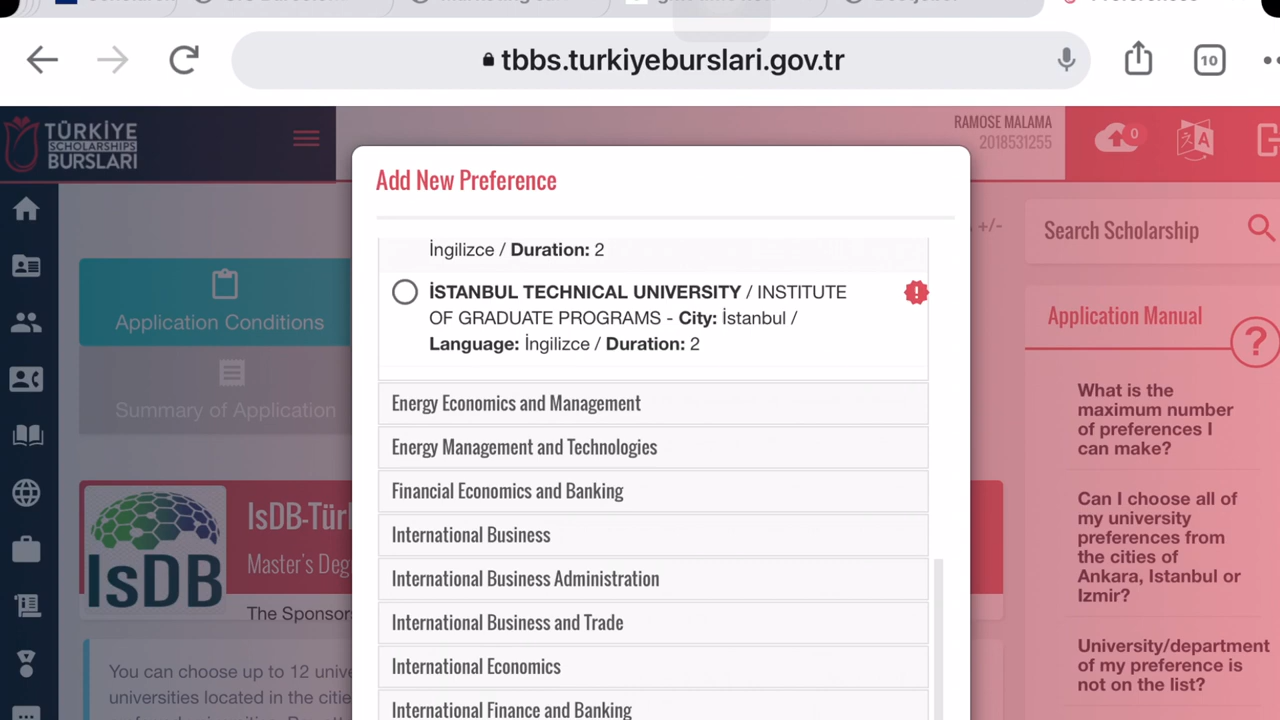 tbbs.turkiyeburslari.gov.tr
10
TÜRKİYE
SCHOLARSHIPS
BURSLARI
RAMOSE MALAMA
2018531255
0
A
Add New Preference
+/-
Search Scholarship
İngilizce / Duration: 2
İSTANBUL TECHNICAL UNIVERSITY / INSTITUTE
OF GRADUATE PROGRAMS - City: İstanbul /
Language: İngilizce / Duration: 2
Application Conditions
Summary of Application
Application Manual
?
What is the
maximum number
of preferences I
can make?
Can I choose all of
my university
preferences from
the cities of
Ankara, Istanbul or
Izmir?
University/department
of my preference is
not on the list?
Energy Economics and Management
Energy Management and Technologies
Financial Economics and Banking
International Business
International Business Administration
International Business and Trade
International Economics
International Finance and Banking
IsDB
IsDB-Tür
Master's Deg
The Sponsors
You can choose up to 12 unive
universities located in the citie